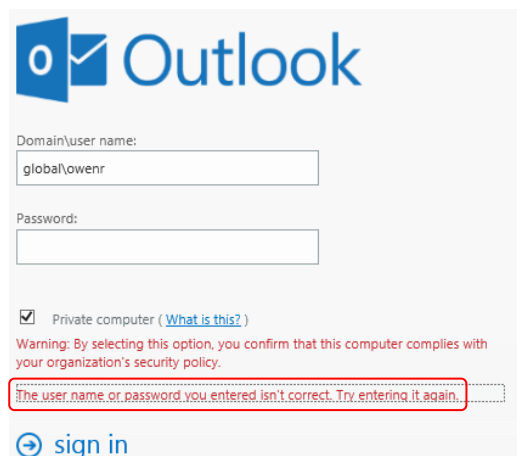 Outlook
Domain\user name:
global\owenr
Password:
Private computer ( What is this? )
Warning: By selecting this option, you confirm that this computer complies with
your organization's security policy.
The user name or password you entered isn't correct. Try entering it again.
sign in